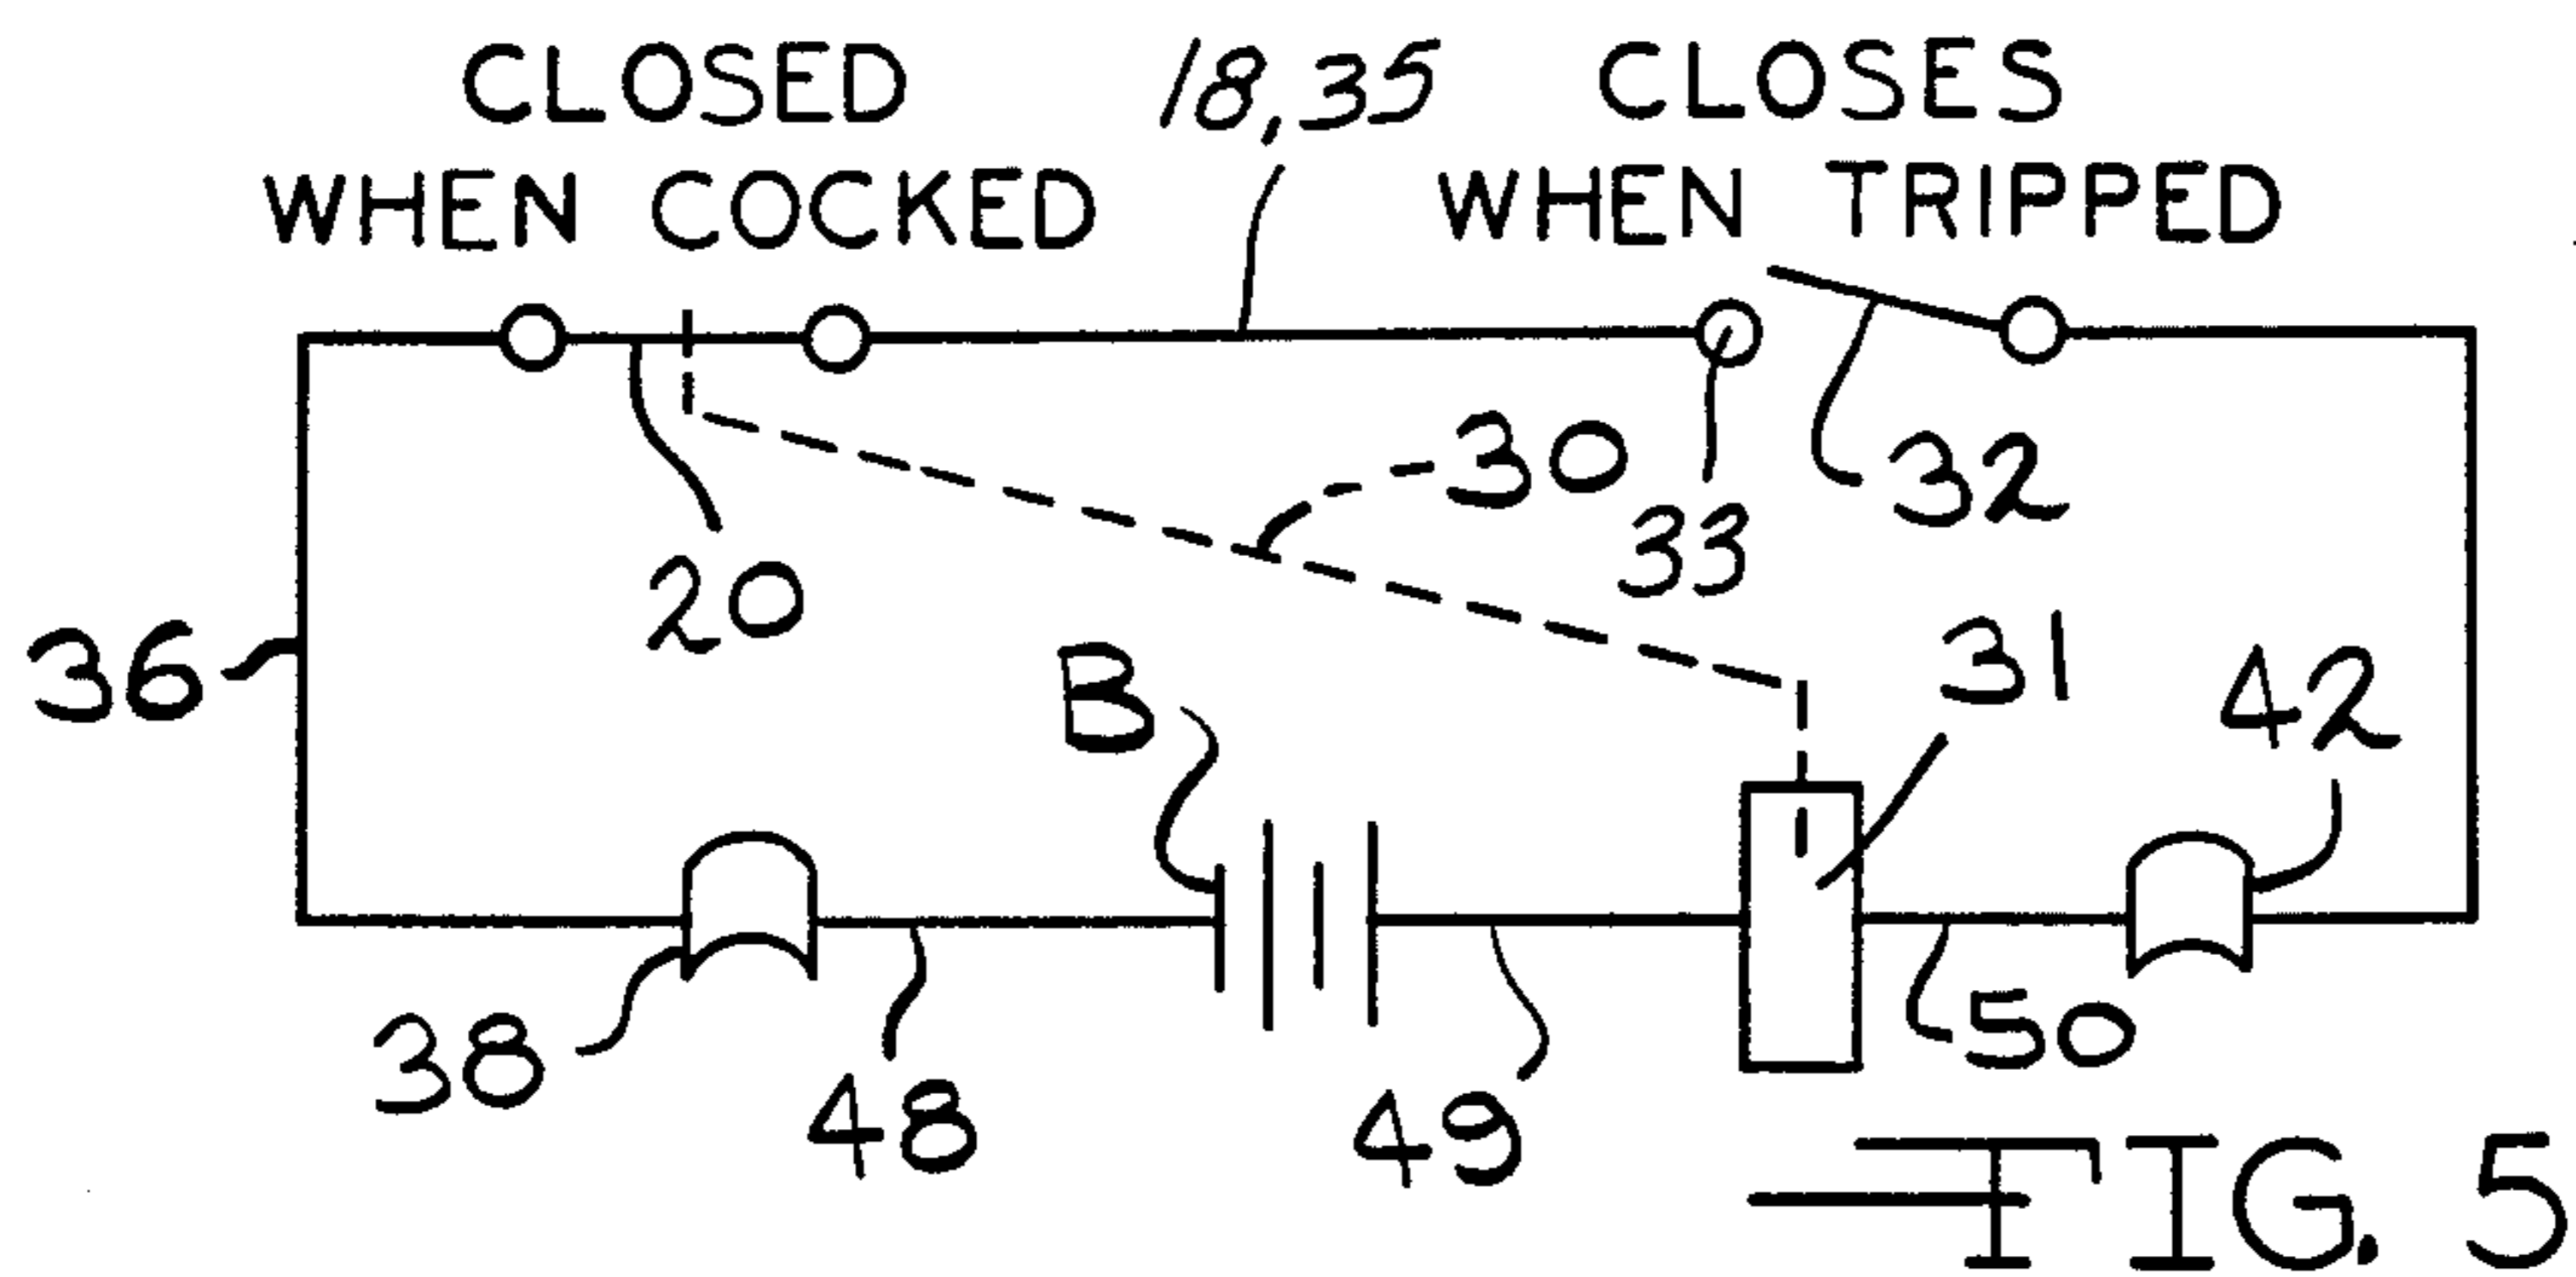 CLOSED
WHEN COCKED
18,35
CLOSES
WHEN TRIPPED
30
33
32
20
36
B
31
42
38
48
49
50
FIG. 5